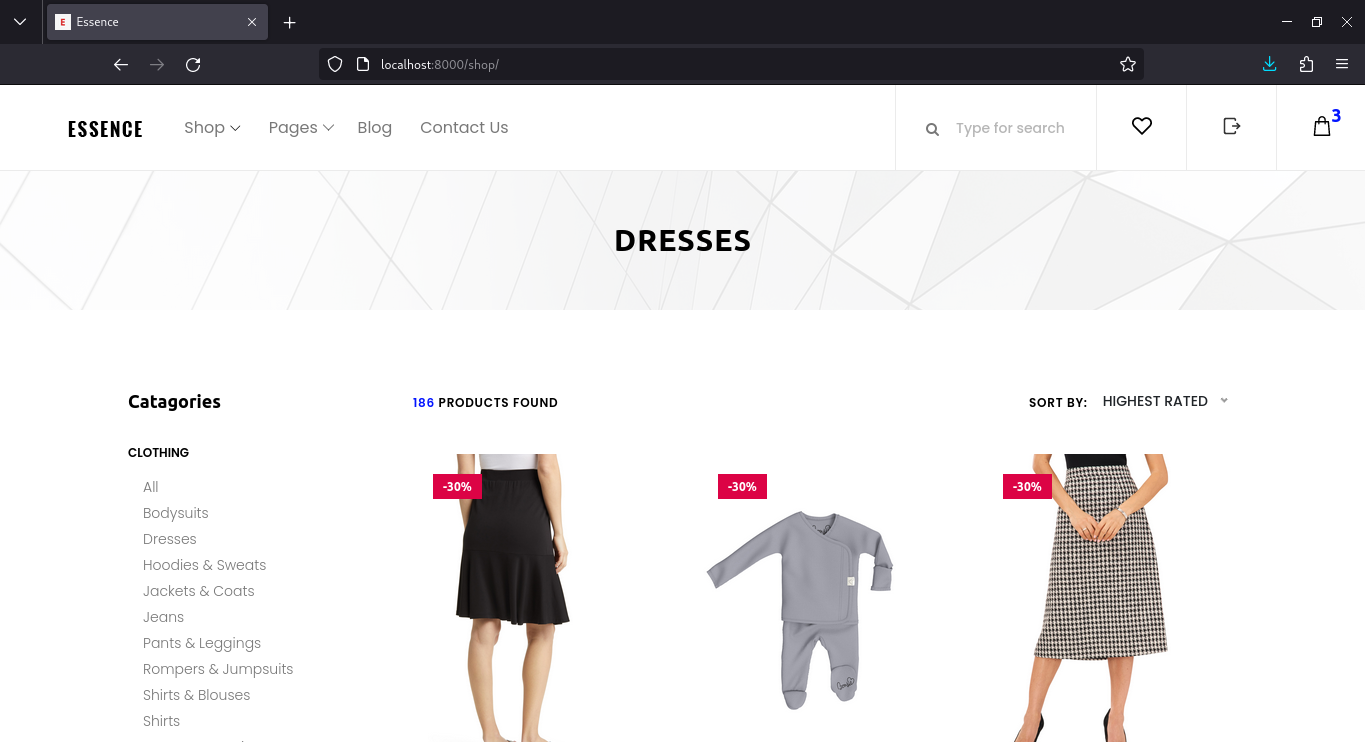 E Essence
localhost:8000/shop/
ESSENCE Shop Pages Blog Contact Us Type for search 3
DRESSES
Catagories
186 PRODUCTS FOUND
SORT BY: HIGHEST RATED
CLOTHING
All
Bodysuits
Dresses
Hoodies & Sweats
Jackets & Coats
Jeans
Pants & Leggings
Rompers & Jumpsuits
Shirts & Blouses
Shirts
-30%
-30%
-30%